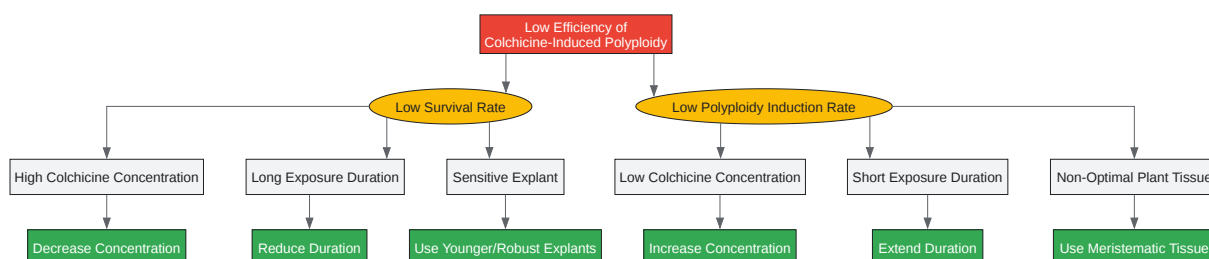 Low Efficiency of
Colchicine-Induced Polyploidy
Low Survival Rate
Low Polyploidy Induction Rate
High Colchicine Concentration
Long Exposure Duration
Sensitive Explant
Low Colchicine Concentration
Short Exposure Duration
Non-Optimal Plant Tissue
Decrease Concentration
Reduce Duration
Use Younger/Robust Explants
Increase Concentration
Extend Duration
Use Meristematic Tissue